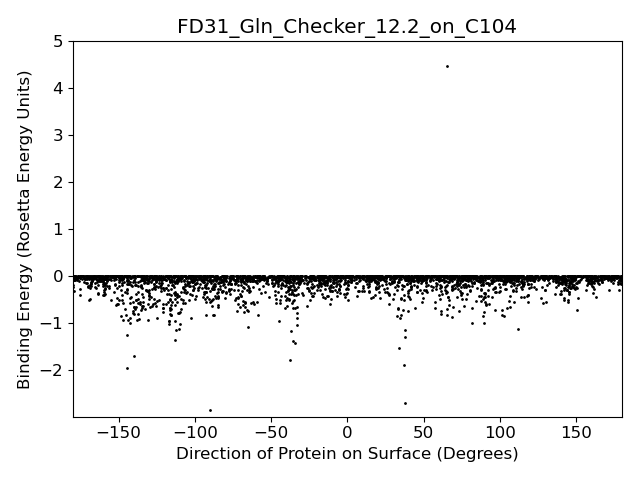 FD31_Gln_Checker_12.2_on_C104
Binding Energy (Rosetta Energy Units)
5
4
3
2
1
0
−1
−2
−150 −100 −50 0 50 100 150
Direction of Protein on Surface (Degrees)